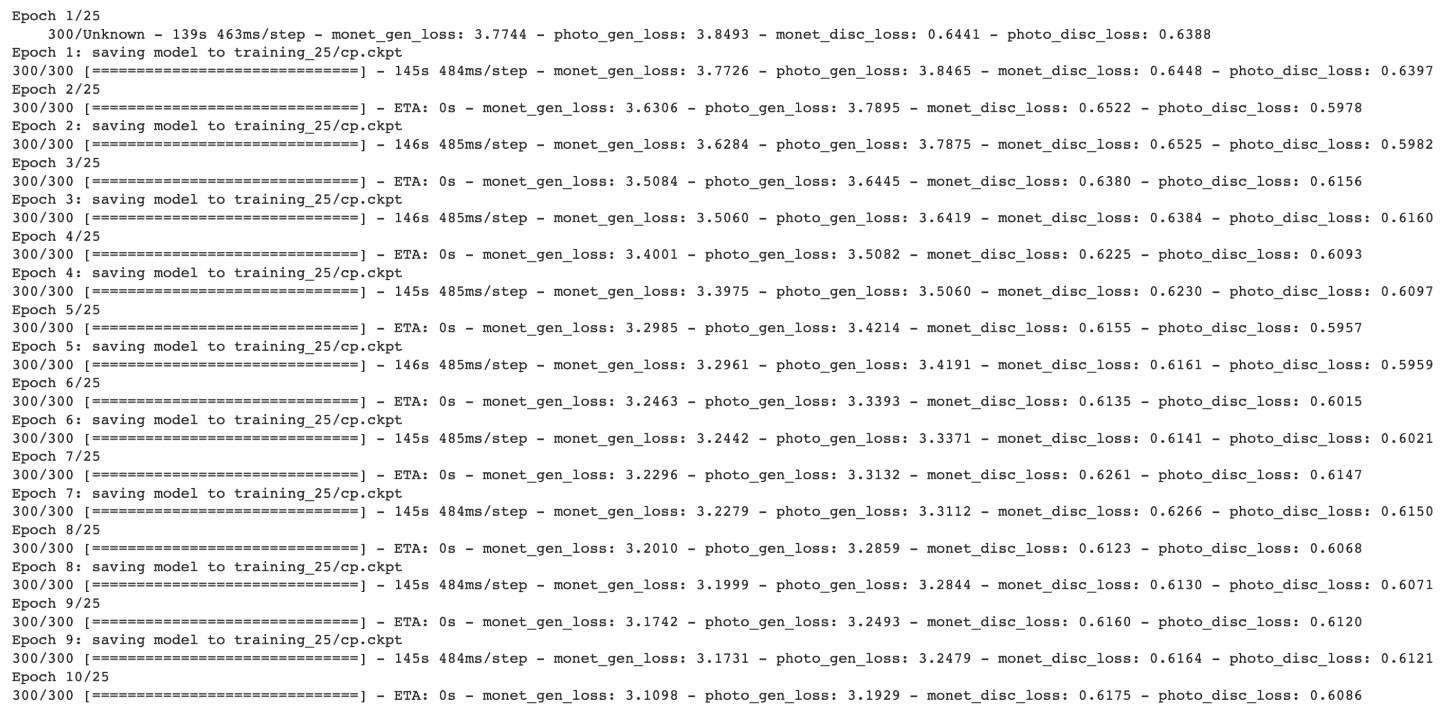 Epoch 1/25
300/Unknown - 139s 463ms/step - monet_gen_loss: 3.7744 - photo_gen_loss: 3.8493 - monet_disc_loss: 0.6441 - photo_disc_loss: 0.6388
Epoch 1: saving model to training_25/cp.ckpt
300/300 [==============================] - 145s 484ms/step - monet_gen_loss: 3.7726 - photo_gen_loss: 3.8465 - monet_disc_loss: 0.6448 - photo_disc_loss: 0.6397
Epoch 2/25
300/300 [==============================] - ETA: 0s - monet_gen_loss: 3.6306 - photo_gen_loss: 3.7895 - monet_disc_loss: 0.6522 - photo_disc_loss: 0.5978
Epoch 2: saving model to training_25/cp.ckpt
300/300 [==============================] - 146s 485ms/step - monet_gen_loss: 3.6284 - photo_gen_loss: 3.7875 - monet_disc_loss: 0.6525 - photo_disc_loss: 0.5982
Epoch 3/25
300/300 [==============================] - ETA: 0s - monet_gen_loss: 3.5084 - photo_gen_loss: 3.6445 - monet_disc_loss: 0.6380 - photo_disc_loss: 0.6156
Epoch 3: saving model to training_25/cp.ckpt
300/300 [==============================] - 146s 485ms/step - monet_gen_loss: 3.5060 - photo_gen_loss: 3.6419 - monet_disc_loss: 0.6384 - photo_disc_loss: 0.6160
Epoch 4/25
300/300 [==============================] - ETA: 0s - monet_gen_loss: 3.4001 - photo_gen_loss: 3.5082 - monet_disc_loss: 0.6225 - photo_disc_loss: 0.6093
Epoch 4: saving model to training_25/cp.ckpt
300/300 [==============================] - 145s 485ms/step - monet_gen_loss: 3.3975 - photo_gen_loss: 3.5060 - monet_disc_loss: 0.6230 - photo_disc_loss: 0.6097
Epoch 5/25
300/300 [==============================] - ETA: 0s - monet_gen_loss: 3.2985 - photo_gen_loss: 3.4214 - monet_disc_loss: 0.6155 - photo_disc_loss: 0.5957
Epoch 5: saving model to training_25/cp.ckpt
300/300 [==============================] - 146s 485ms/step - monet_gen_loss: 3.2961 - photo_gen_loss: 3.4191 - monet_disc_loss: 0.6161 - photo_disc_loss: 0.5959
Epoch 6/25
300/300 [==============================] - ETA: 0s - monet_gen_loss: 3.2463 - photo_gen_loss: 3.3393 - monet_disc_loss: 0.6135 - photo_disc_loss: 0.6015
Epoch 6: saving model to training_25/cp.ckpt
300/300 [==============================] - 145s 485ms/step - monet_gen_loss: 3.2442 - photo_gen_loss: 3.3371 - monet_disc_loss: 0.6141 - photo_disc_loss: 0.6021
Epoch 7/25
300/300 [==============================] - ETA: 0s - monet_gen_loss: 3.2296 - photo_gen_loss: 3.3132 - monet_disc_loss: 0.6261 - photo_disc_loss: 0.6147
Epoch 7: saving model to training_25/cp.ckpt
300/300 [==============================] - 145s 484ms/step - monet_gen_loss: 3.2279 - photo_gen_loss: 3.3112 - monet_disc_loss: 0.6266 - photo_disc_loss: 0.6150
Epoch 8/25
300/300 [==============================] - ETA: 0s - monet_gen_loss: 3.2010 - photo_gen_loss: 3.2859 - monet_disc_loss: 0.6123 - photo_disc_loss: 0.6068
Epoch 8: saving model to training_25/cp.ckpt
300/300 [==============================] - 145s 484ms/step - monet_gen_loss: 3.1999 - photo_gen_loss: 3.2844 - monet_disc_loss: 0.6130 - photo_disc_loss: 0.6071
Epoch 9/25
300/300 [==============================] - ETA: 0s - monet_gen_loss: 3.1742 - photo_gen_loss: 3.2493 - monet_disc_loss: 0.6160 - photo_disc_loss: 0.6120
Epoch 9: saving model to training_25/cp.ckpt
300/300 [==============================] - 145s 484ms/step - monet_gen_loss: 3.1731 - photo_gen_loss: 3.2479 - monet_disc_loss: 0.6164 - photo_disc_loss: 0.6121
Epoch 10/25
300/300 [==============================] - ETA: 0s - monet_gen_loss: 3.1098 - photo_gen_loss: 3.1929 - monet_disc_loss: 0.6175 - photo_disc_loss: 0.6086